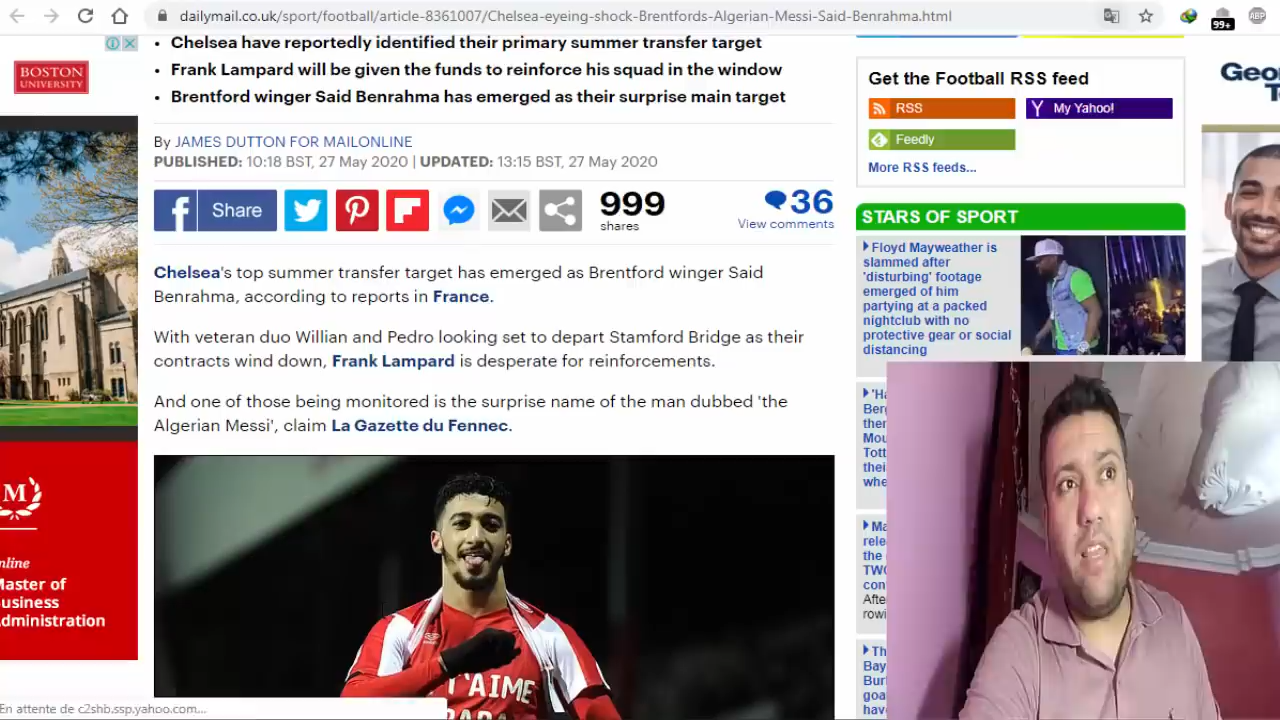 dailymail.co.uk/sport/football/article-8361007/Chelsea-eyeing-shock-Brentfords-Algerian-Messi-Said-Benrahma.html
99+
ABP
BOSTON
UNIVERSITY
• Chelsea have reportedly identified their primary summer transfer target
• Frank Lampard will be given the funds to reinforce his squad in the window
• Brentford winger Said Benrahma has emerged as their surprise main target
By JAMES DUTTON FOR MAILONLINE
PUBLISHED: 10:18 BST, 27 May 2020 | UPDATED: 13:15 BST, 27 May 2020
f Share
999
shares
36
View comments
Chelsea's top summer transfer target has emerged as Brentford winger Said
Benrahma, according to reports in France.
With veteran duo Willian and Pedro looking set to depart Stamford Bridge as their
contracts wind down, Frank Lampard is desperate for reinforcements.
And one of those being monitored is the surprise name of the man dubbed 'the
Algerian Messi', claim La Gazette du Fennec.
J'AIME
Get the Football RSS feed
RSS
Y My Yahoo!
Feedly
More RSS feeds...
STARS OF SPORT
Floyd Mayweather is
slammed after
'disturbing' footage
emerged of him
partying at a packed
nightclub with no
protective gear or social
distancing
'Ha
Berg
ther
Mou
Tott
thei
whe
Ma
rele
the
TWO
con
Afte
rowi
Th
Bay
Burl
goa
hav
Geor
To
M
nline
Master of
usiness
dministration
En attente de c2shb.ssp.yahoo.com...